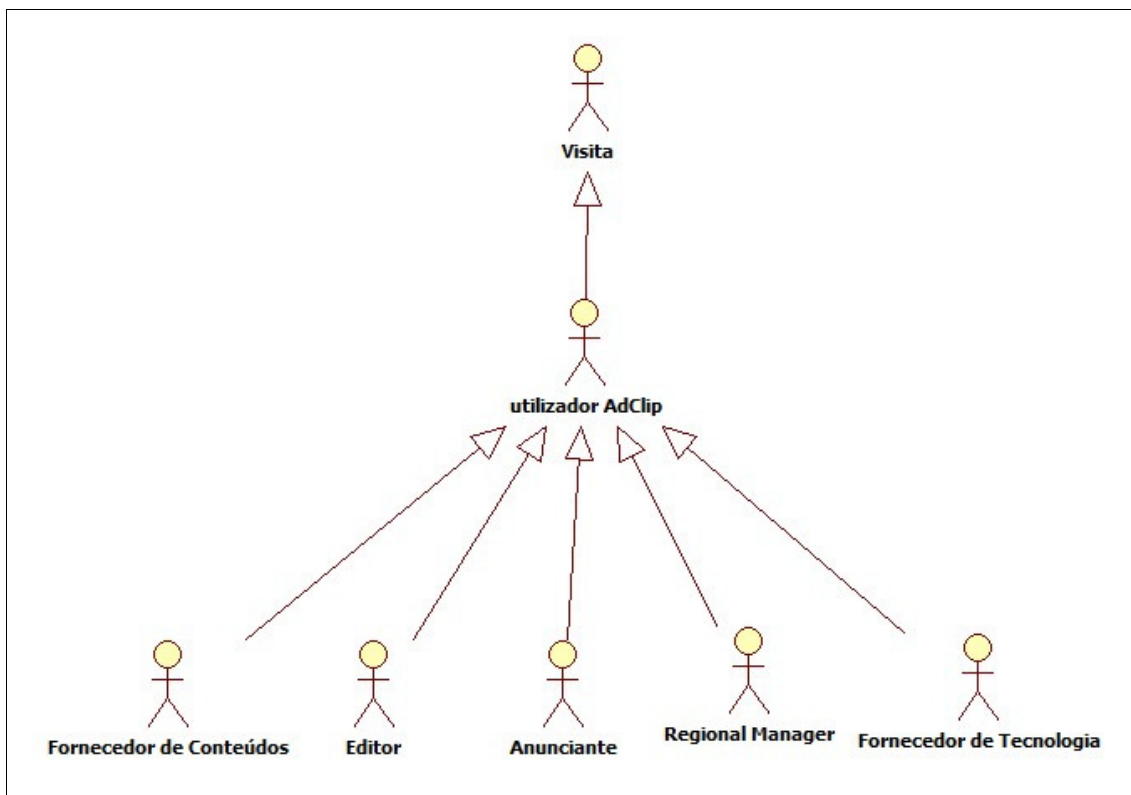 Visita
utilizador AdClip
Fornecedor de Conteúdos
Editor
Anunciante
Regional Manager
Fornecedor de Tecnologia